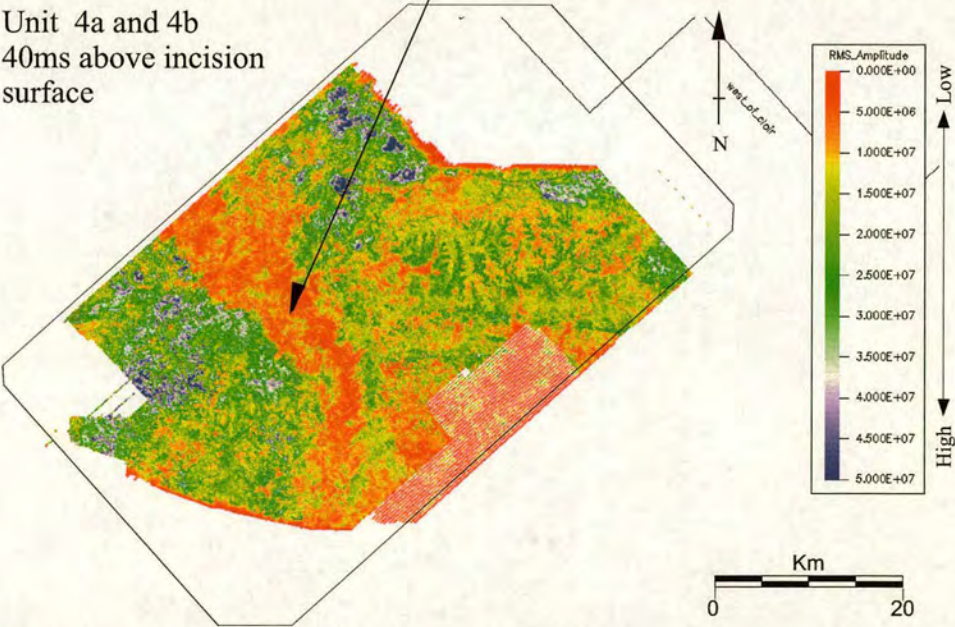 Unit 4a and 4b
40ms above incision
surface
N
west_of_clair
RMS_Amplitude
0.000E+00
5.000E+06
1.000E+07
1.500E+07
2.000E+07
2.500E+07
3.000E+07
3.500E+07
4.000E+07
4.500E+07
5.000E+07
Low
High
Km
0 20